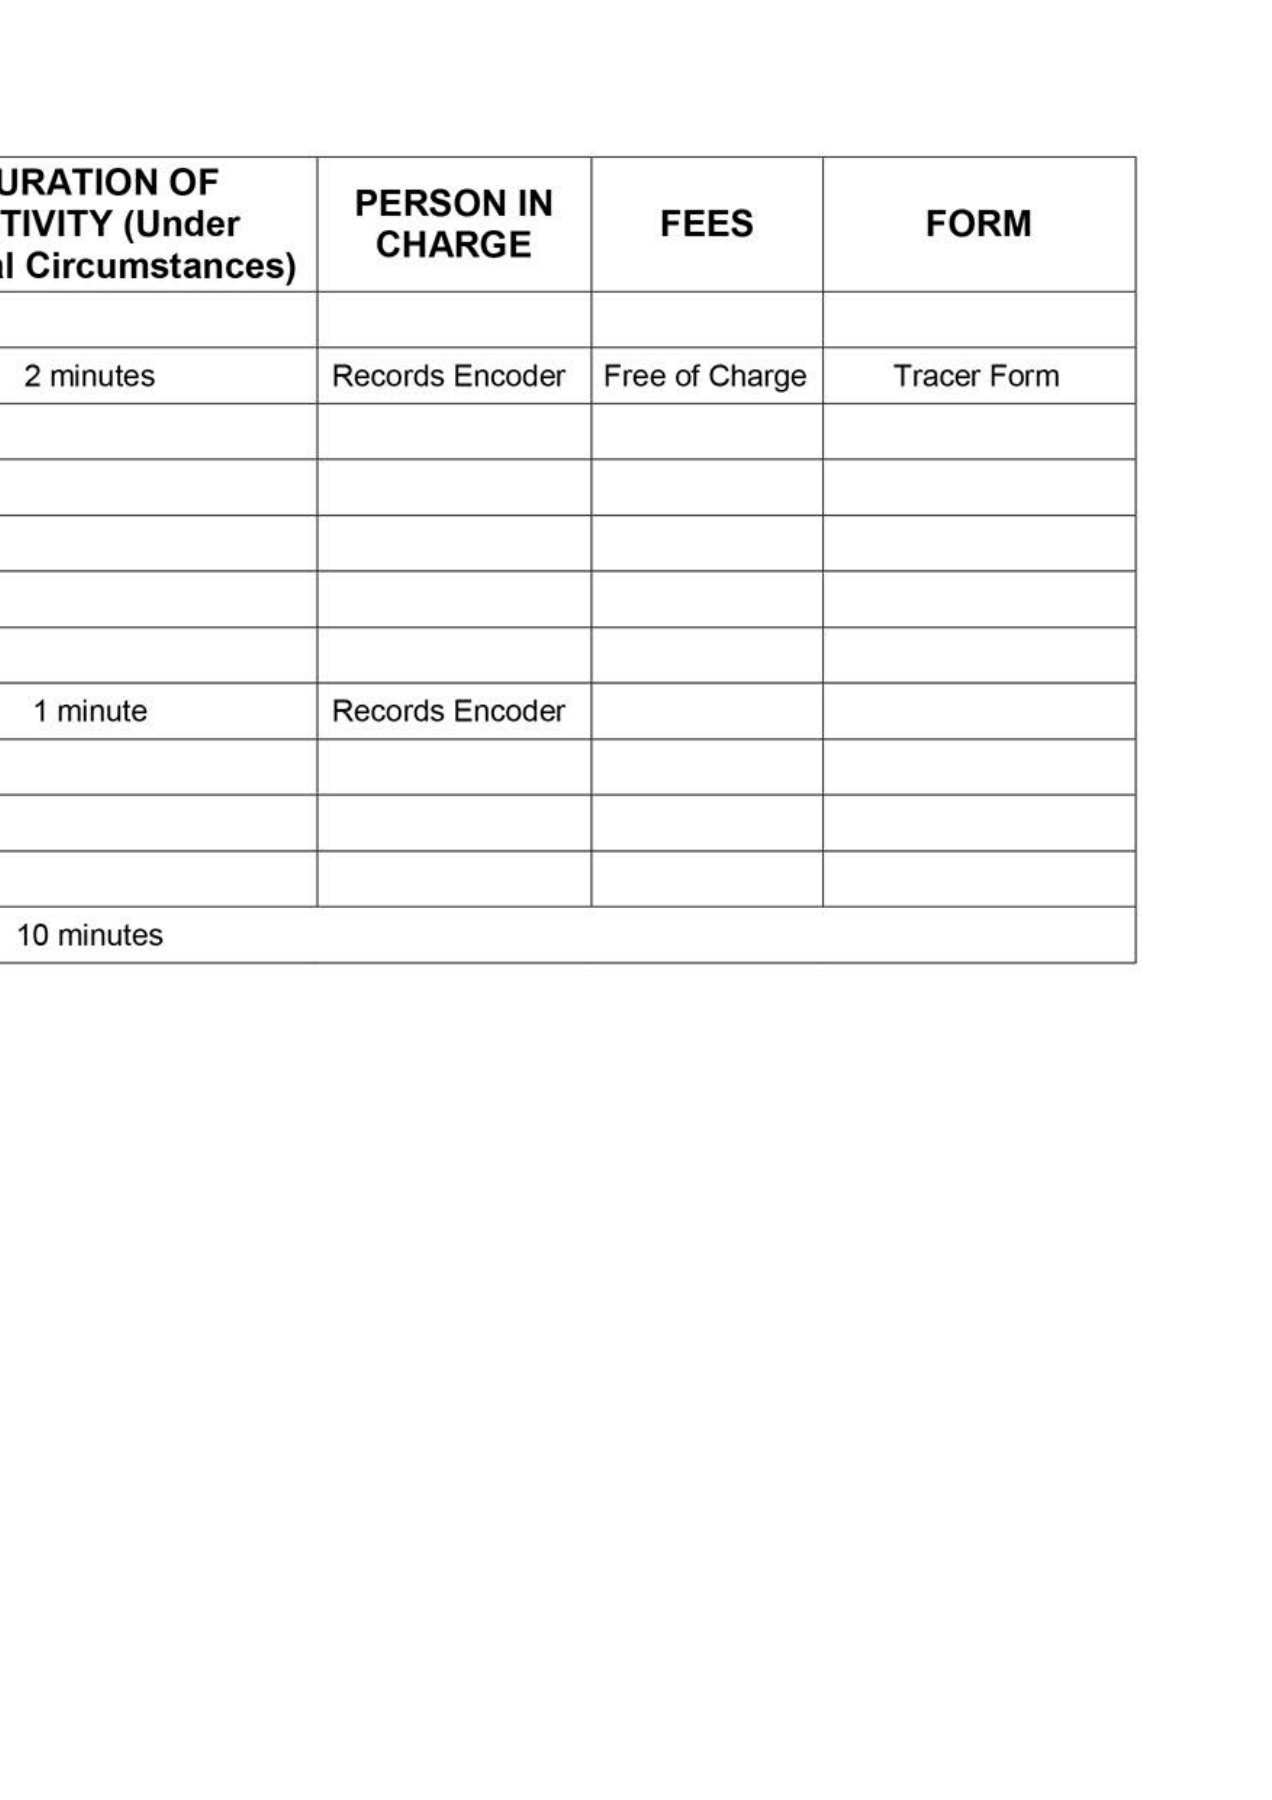 URATION OF
TIVITY (Under
l Circumstances)
PERSON IN
CHARGE
FEES
FORM
2 minutes
Records Encoder
Free of Charge
Tracer Form
1 minute
Records Encoder
10 minutes